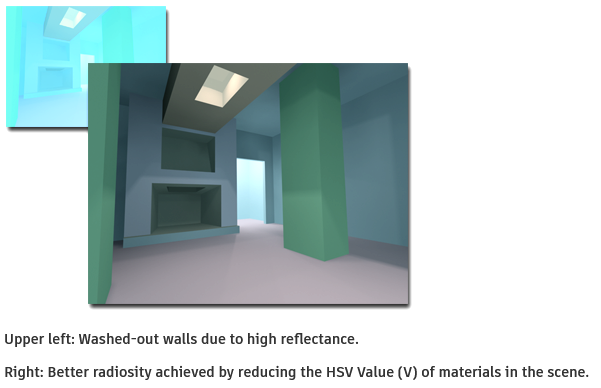 Upper left: Washed-out walls due to high reflectance.
Right: Better radiosity achieved by reducing the HSV Value (V) of materials in the scene.